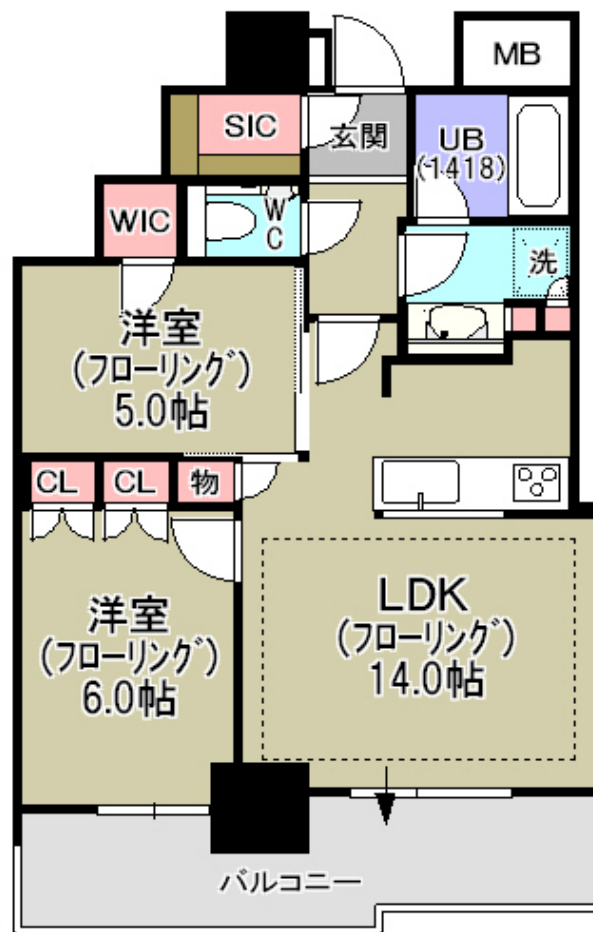 MB
SIC
玄関
UB
(1418)
WIC
W
C
洗
洋室
(フローリング)
5.0帖
CL
CL
物
洋室
(フローリング)
6.0帖
LDK
(フローリング)
14.0帖
バルコニー